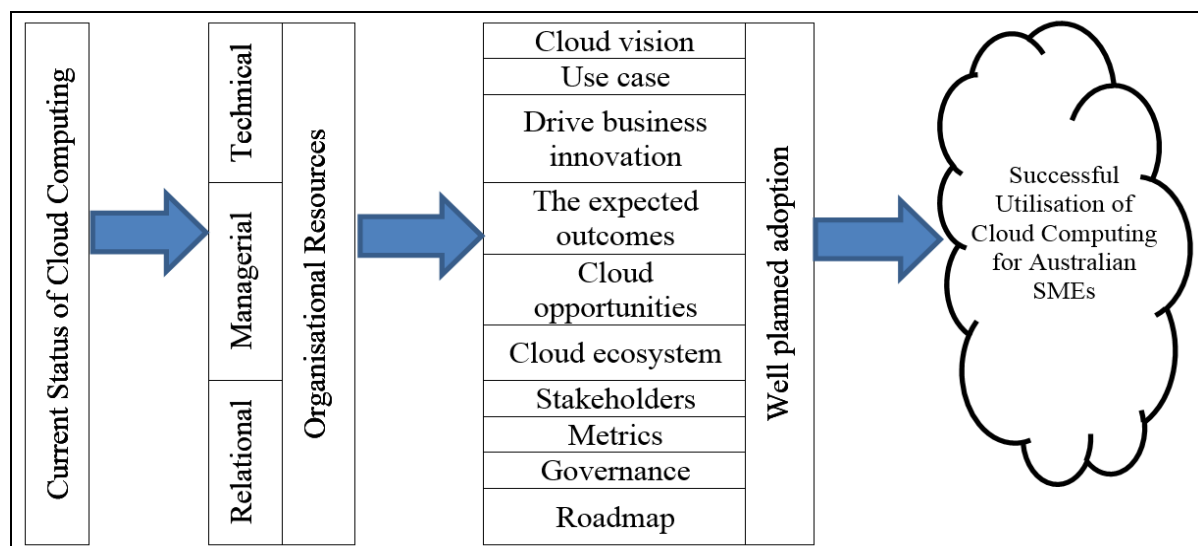 Current Status of Cloud Computing
Technical
Managerial
Relational
Organisational Resources
Cloud vision
Use case
Drive business
innovation
The expected
outcomes
Cloud
opportunities
Cloud ecosystem
Stakeholders
Metrics
Governance
Roadmap
Well planned adoption
Successful
Utilisation of
Cloud Computing
for Australian
SMEs